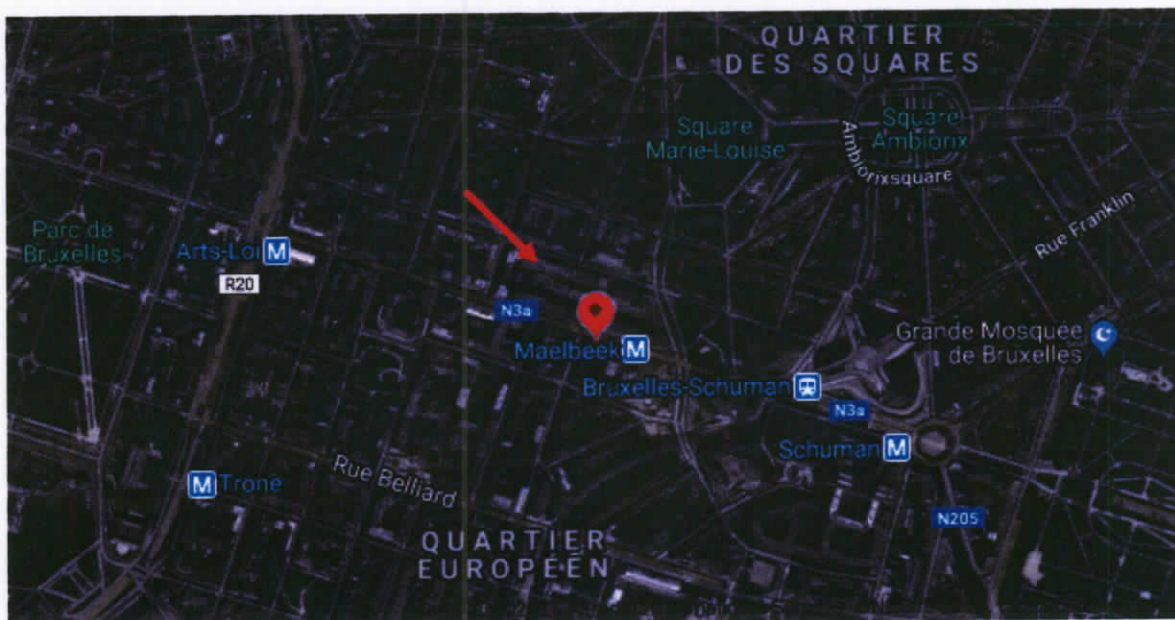 QUARTIER
DES SQUARES
Square
Marie-Louise
Square
Ambiorix
Ambiorixsquare
Rue Franklin
Parc de
Bruxelles
Arts-Loi
M
R20
N3a
Maelbeek
M
Grande Mosquée
de Bruxelles
Bruxelles-Schuman
N3a
Schuman
M
M
Trone
Rue Belliard
N205
QUARTIER
EUROPÉEN